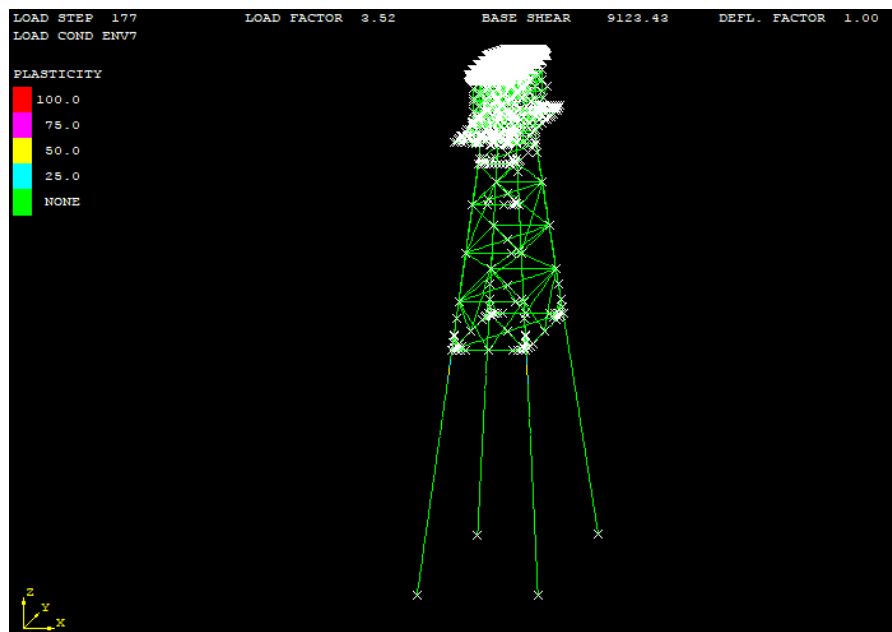 LOAD STEP 177 LOAD FACTOR 3.52 BASE SHEAR 9123.43 DEFL. FACTOR 1.00
LOAD COND ENV7
PLASTICITY
100.0
75.0
50.0
25.0
NONE
Z
Y
X